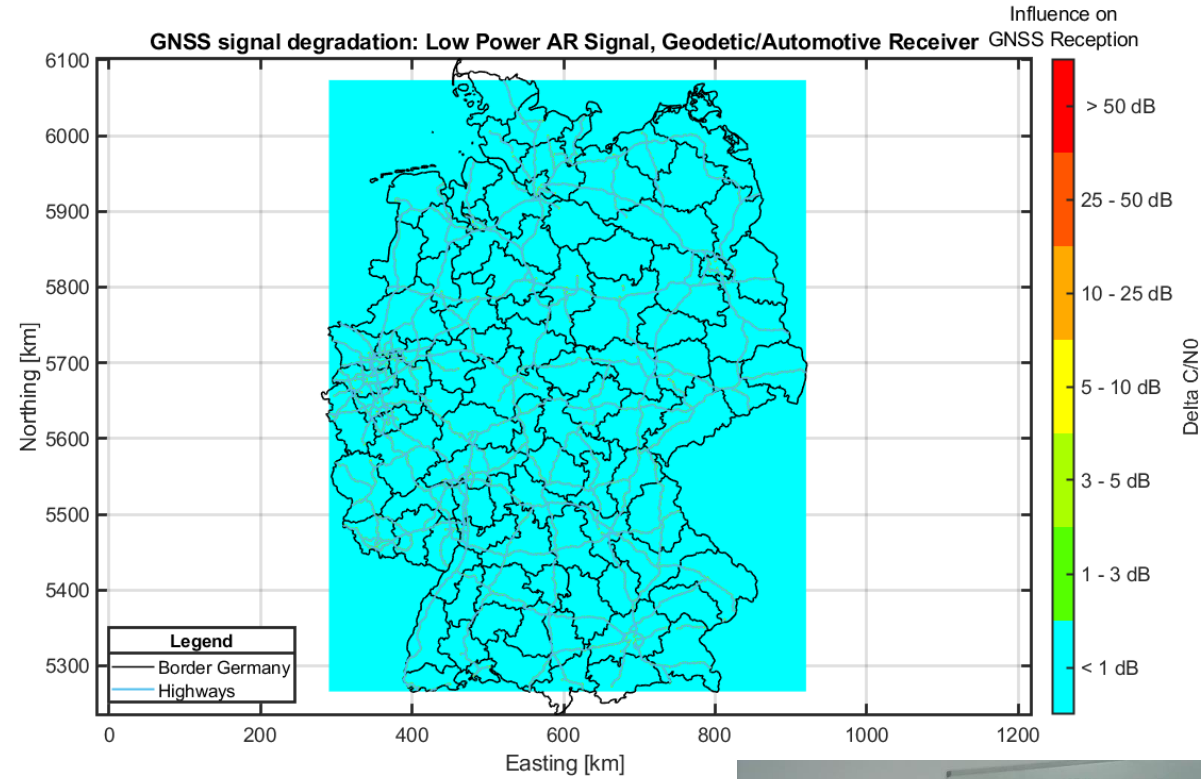 Influence on
GNSS Reception
GNSS signal degradation: Low Power AR Signal, Geodetic/Automotive Receiver
6100
6000
5900
5800
5700
5600
5500
5400
5300
Northing [km]
0 200 400 600 800 1000 1200
Easting [km]
Legend
Border Germany
Highways
> 50 dB
25 - 50 dB
10 - 25 dB
5 - 10 dB
3 - 5 dB
1 - 3 dB
< 1 dB
Delta C/N0